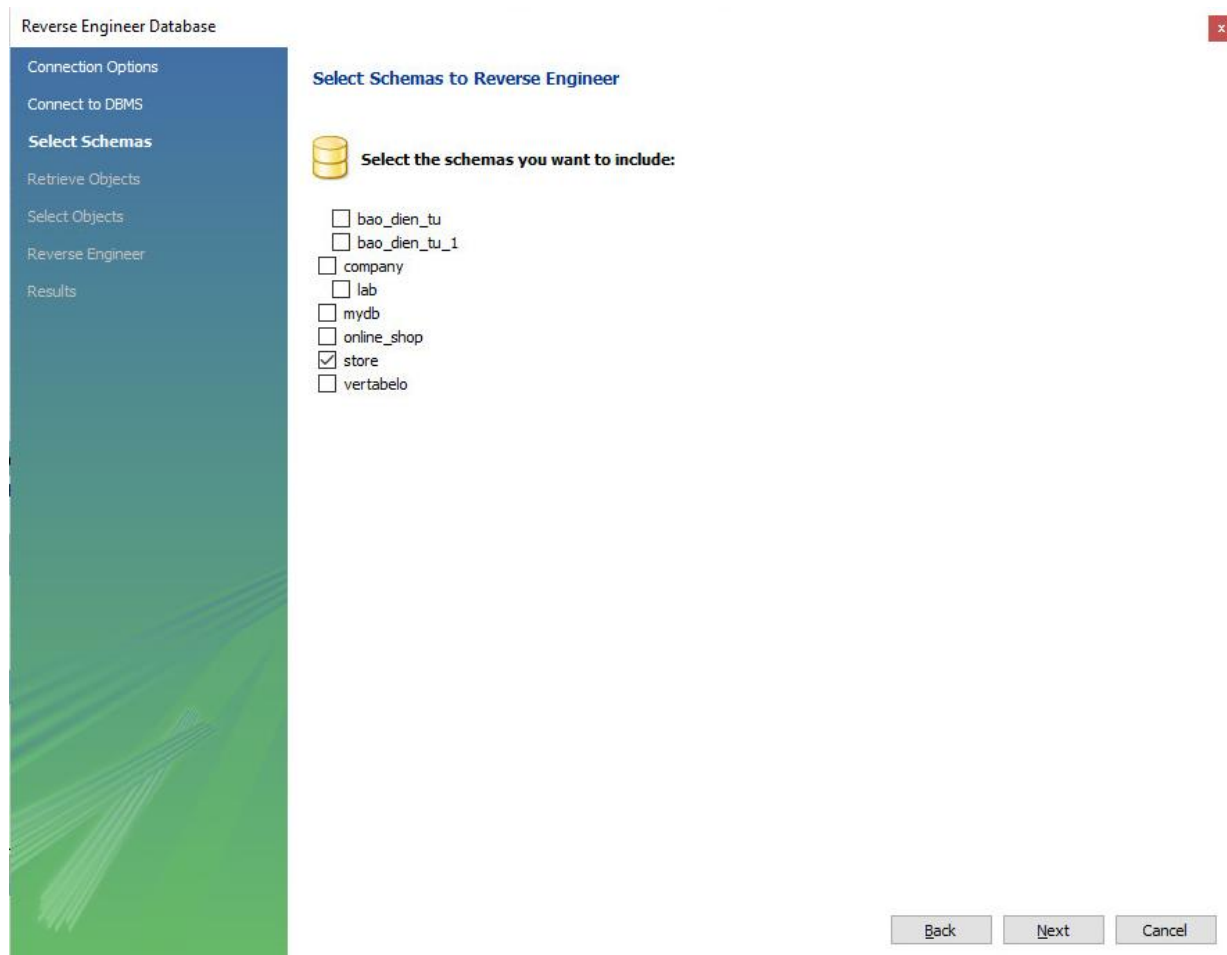 Reverse Engineer Database
x
Connection Options
Connect to DBMS
Select Schemas
Retrieve Objects
Select Objects
Reverse Engineer
Results
Select Schemas to Reverse Engineer
Select the schemas you want to include:
bao_dien_tu
bao_dien_tu_1
company
lab
mydb
online_shop
store
vertabelo
Back Next Cancel